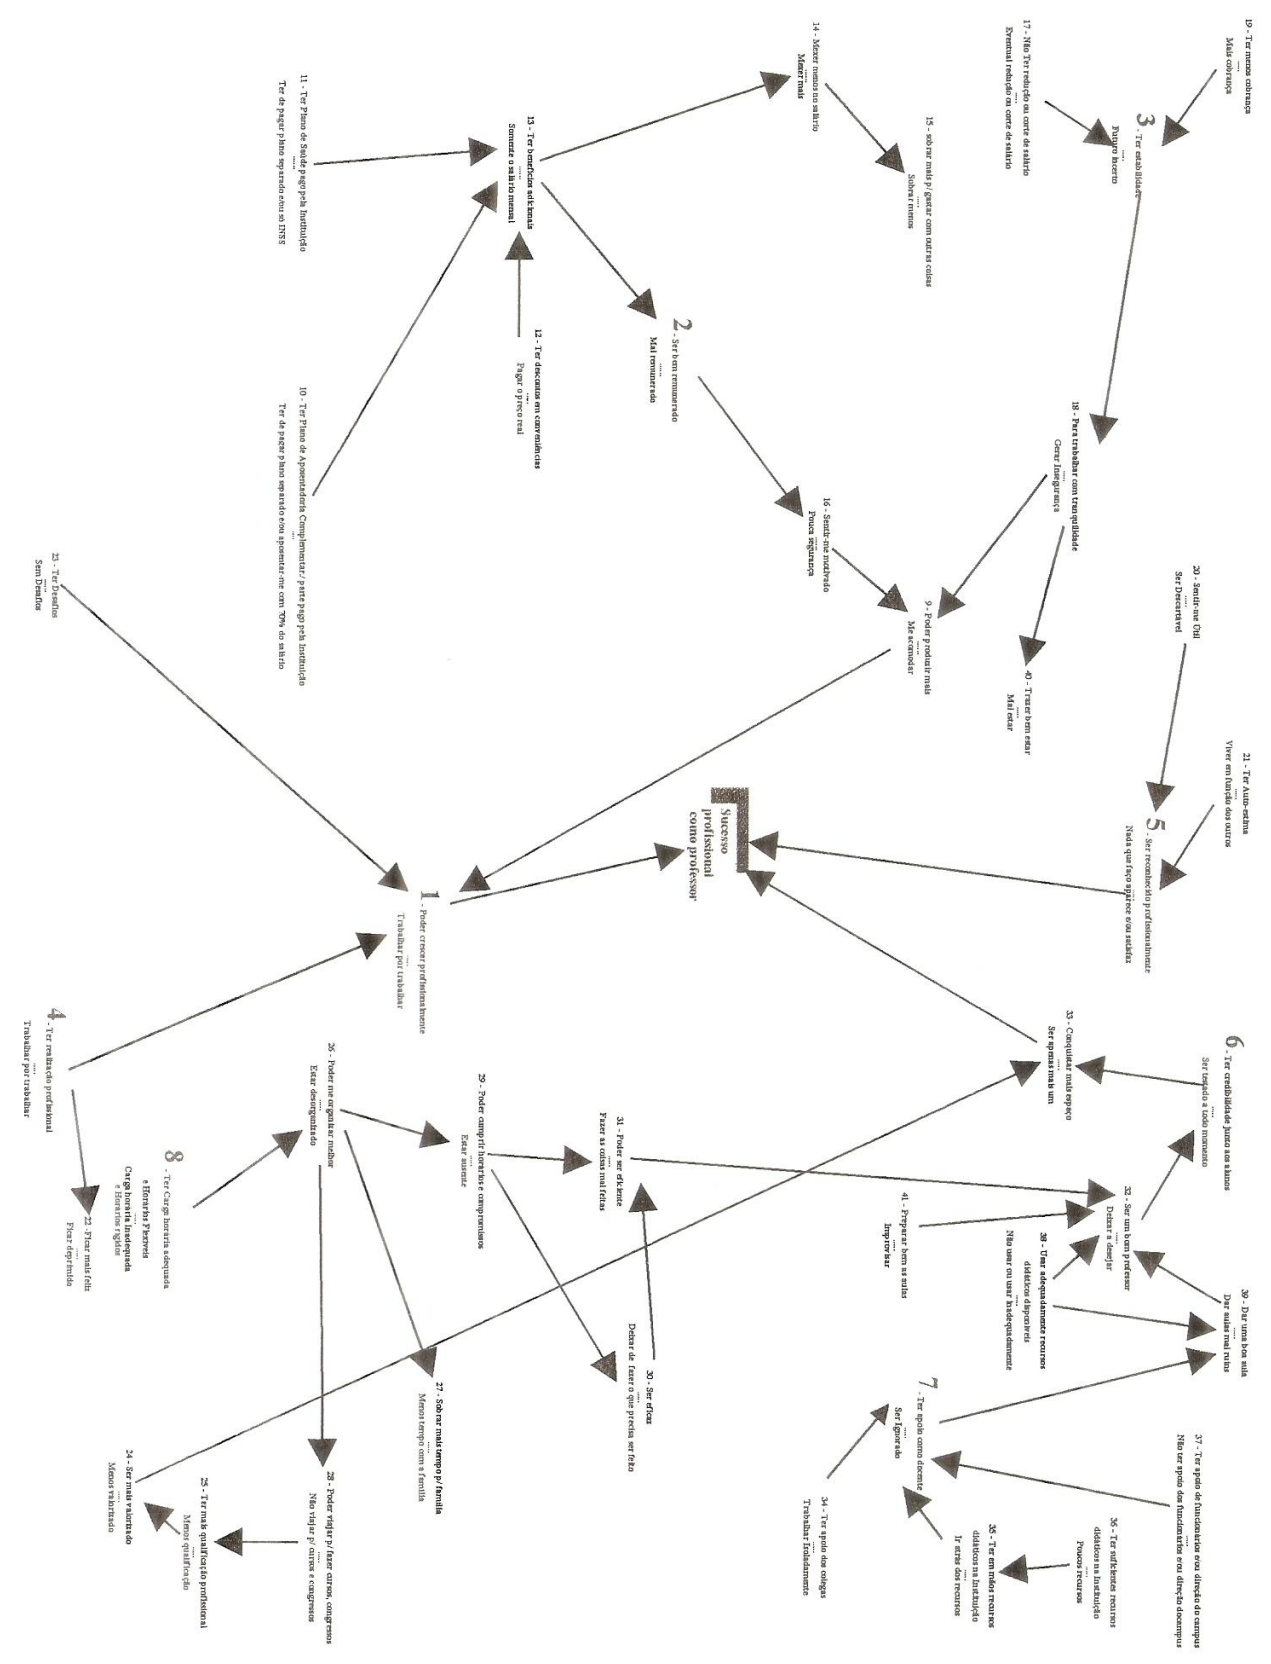 19 - Ter menos cobrança
.....
Mais cobrança
17 - Não Ter redução ou corte de salário
.....
Eventual redução ou corte de salário
3 - Ter estabilidade
.....
Futuro incerto
14 - Mexer menos no salário
.....
Mexer mais
15 - sobrar mais p/ gastar com outras coisas
.....
Sobrar menos
11 - Ter Plano de Saúde pago pela Instituição
.....
Ter de pagar plano separado e/ou só INSS
13 - Ter benefícios adicionais
.....
Somente o salário mensal
12 - Ter descontos em conveniências
.....
Pagar o preço real
2 - Ser bem remunerado
.....
Mal remunerado
10 - Ter Plano de Aposentadoria Complementar/ parte pago pela Instituição
.....
Ter de pagar plano separado e/ou aposentar-me com 70% do salário
18 - Para trabalhar com tranquilidade
.....
Gerar Insegurança
16 - Sentir-me motivado
.....
Pouca segurança
9 - Poder produzir mais
.....
Me acomodar
40 - Trazer bem estar
.....
Mal estar
20 - Sentir-me Útil
.....
Ser Descartável
21 - Ter Auto-estima
.....
Viver em função dos outros
5 - Ser reconhecido profissionalmente
.....
Nada que faço aparece e/ou satisfaz
23 - Ter Desafios
.....
Sem Desafios
Sucesso
profissional
como professor
1 - Poder crescer profissionalmente
.....
Trabalhar por trabalhar
4 - Ter realização profissional
.....
Trabalhar por trabalhar
22 - Ficar mais feliz
.....
Ficar deprimido
8 - Ter Carga horária adequada
e Horários Flexíveis
.....
Carga horária Inadequada
e Horários rígidos
26 - Poder me organizar melhor
.....
Estar desorganizado
29 - Poder cumprir horários e compromissos
.....
Estar ausente
31 - Poder ser eficiente
.....
Fazer as coisas mal feitas
30 - Ser eficaz
.....
Deixar de fazer o que precisa ser feito
27 - Sobrar mais tempo p/ família
.....
Menos tempo com a família
28 - Poder viajar p/ fazer cursos, congressos
.....
Não viajar p/ cursos e congressos
25 - Ter mais qualificação profissional
.....
Menos qualificação
24 - Ser mais valorizado
.....
Menos valorizado
33 - Conquistar mais espaço
.....
Ser apenas mais um
6 - Ter credibilidade junto aos alunos
.....
Ser testado a todo momento
32 - Ser um bom professor
.....
Deixar a desejar
41 - Preparar bem as aulas
.....
Improvisar
38 - Usar adequadamente recursos
didáticos disponíveis
.....
Não usar ou usar inadequadamente
39 - Dar uma boa aula
.....
Dar aulas mal ruins
7 - Ter apoio como docente
.....
Ser Ignorado
37 - Ter apoio de funcionários e/ou direção do campus
.....
Não ter apoio dos funcionários e/ou direção docampus
34 - Ter apoio dos colegas
.....
Trabalhar Isoladamente
35 - Ter em mãos recursos
didáticos na Instituição
.....
Ir atrás dos recursos
36 - Ter suficientes recursos
didáticos na Instituição
.....
Poucos recursos